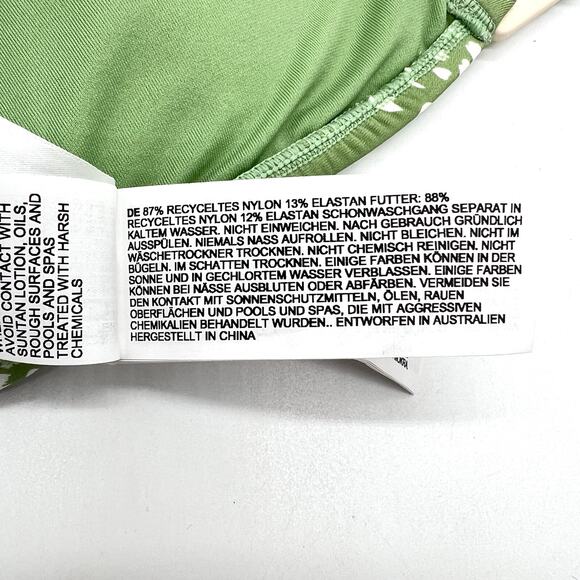 AVOID CONTACT WITH
SUNTAN LOTION, OILS,
ROUGH SURFACES AND
POOLS AND SPAS
TREATED WITH HARSH
CHEMICALS
DE 87% RECYCELTES NYLON 13% ELASTAN FUTTER: 88%
RECYCELTES NYLON 12% ELASTAN SCHONWASCHGANG SEPARAT IN
KALTEM WASSER. NICHT EINWEICHEN. NACH GEBRAUCH GRÜNDLICH
AUSSPÜLEN. NIEMALS NASS AUFROLLEN. NICHT BLEICHEN. NICHT IM
WÄSCHETROCKNER TROCKNEN. NICHT CHEMISCH REINIGEN. NICHT
BÜGELN. IM SCHATTEN TROCKNEN. EINIGE FARBEN KÖNNEN IN DER
SONNE UND IN GECHLORTEM WASSER VERBLASSEN. EINIGE FARBEN
KÖNNEN BEI NÄSSE AUSBLUTEN ODER ABFÄRBEN. VERMEIDEN SIE
DEN KONTAKT MIT SONNENSCHUTZMITTELN, ÖLEN, RAUEN
OBERFLÄCHEN UND POOLS UND SPAS, DIE MIT AGGRESSIVEN
CHEMIKALIEN BEHANDELT WURDEN.. ENTWORFEN IN AUSTRALIEN
HERGESTELLT IN CHINA